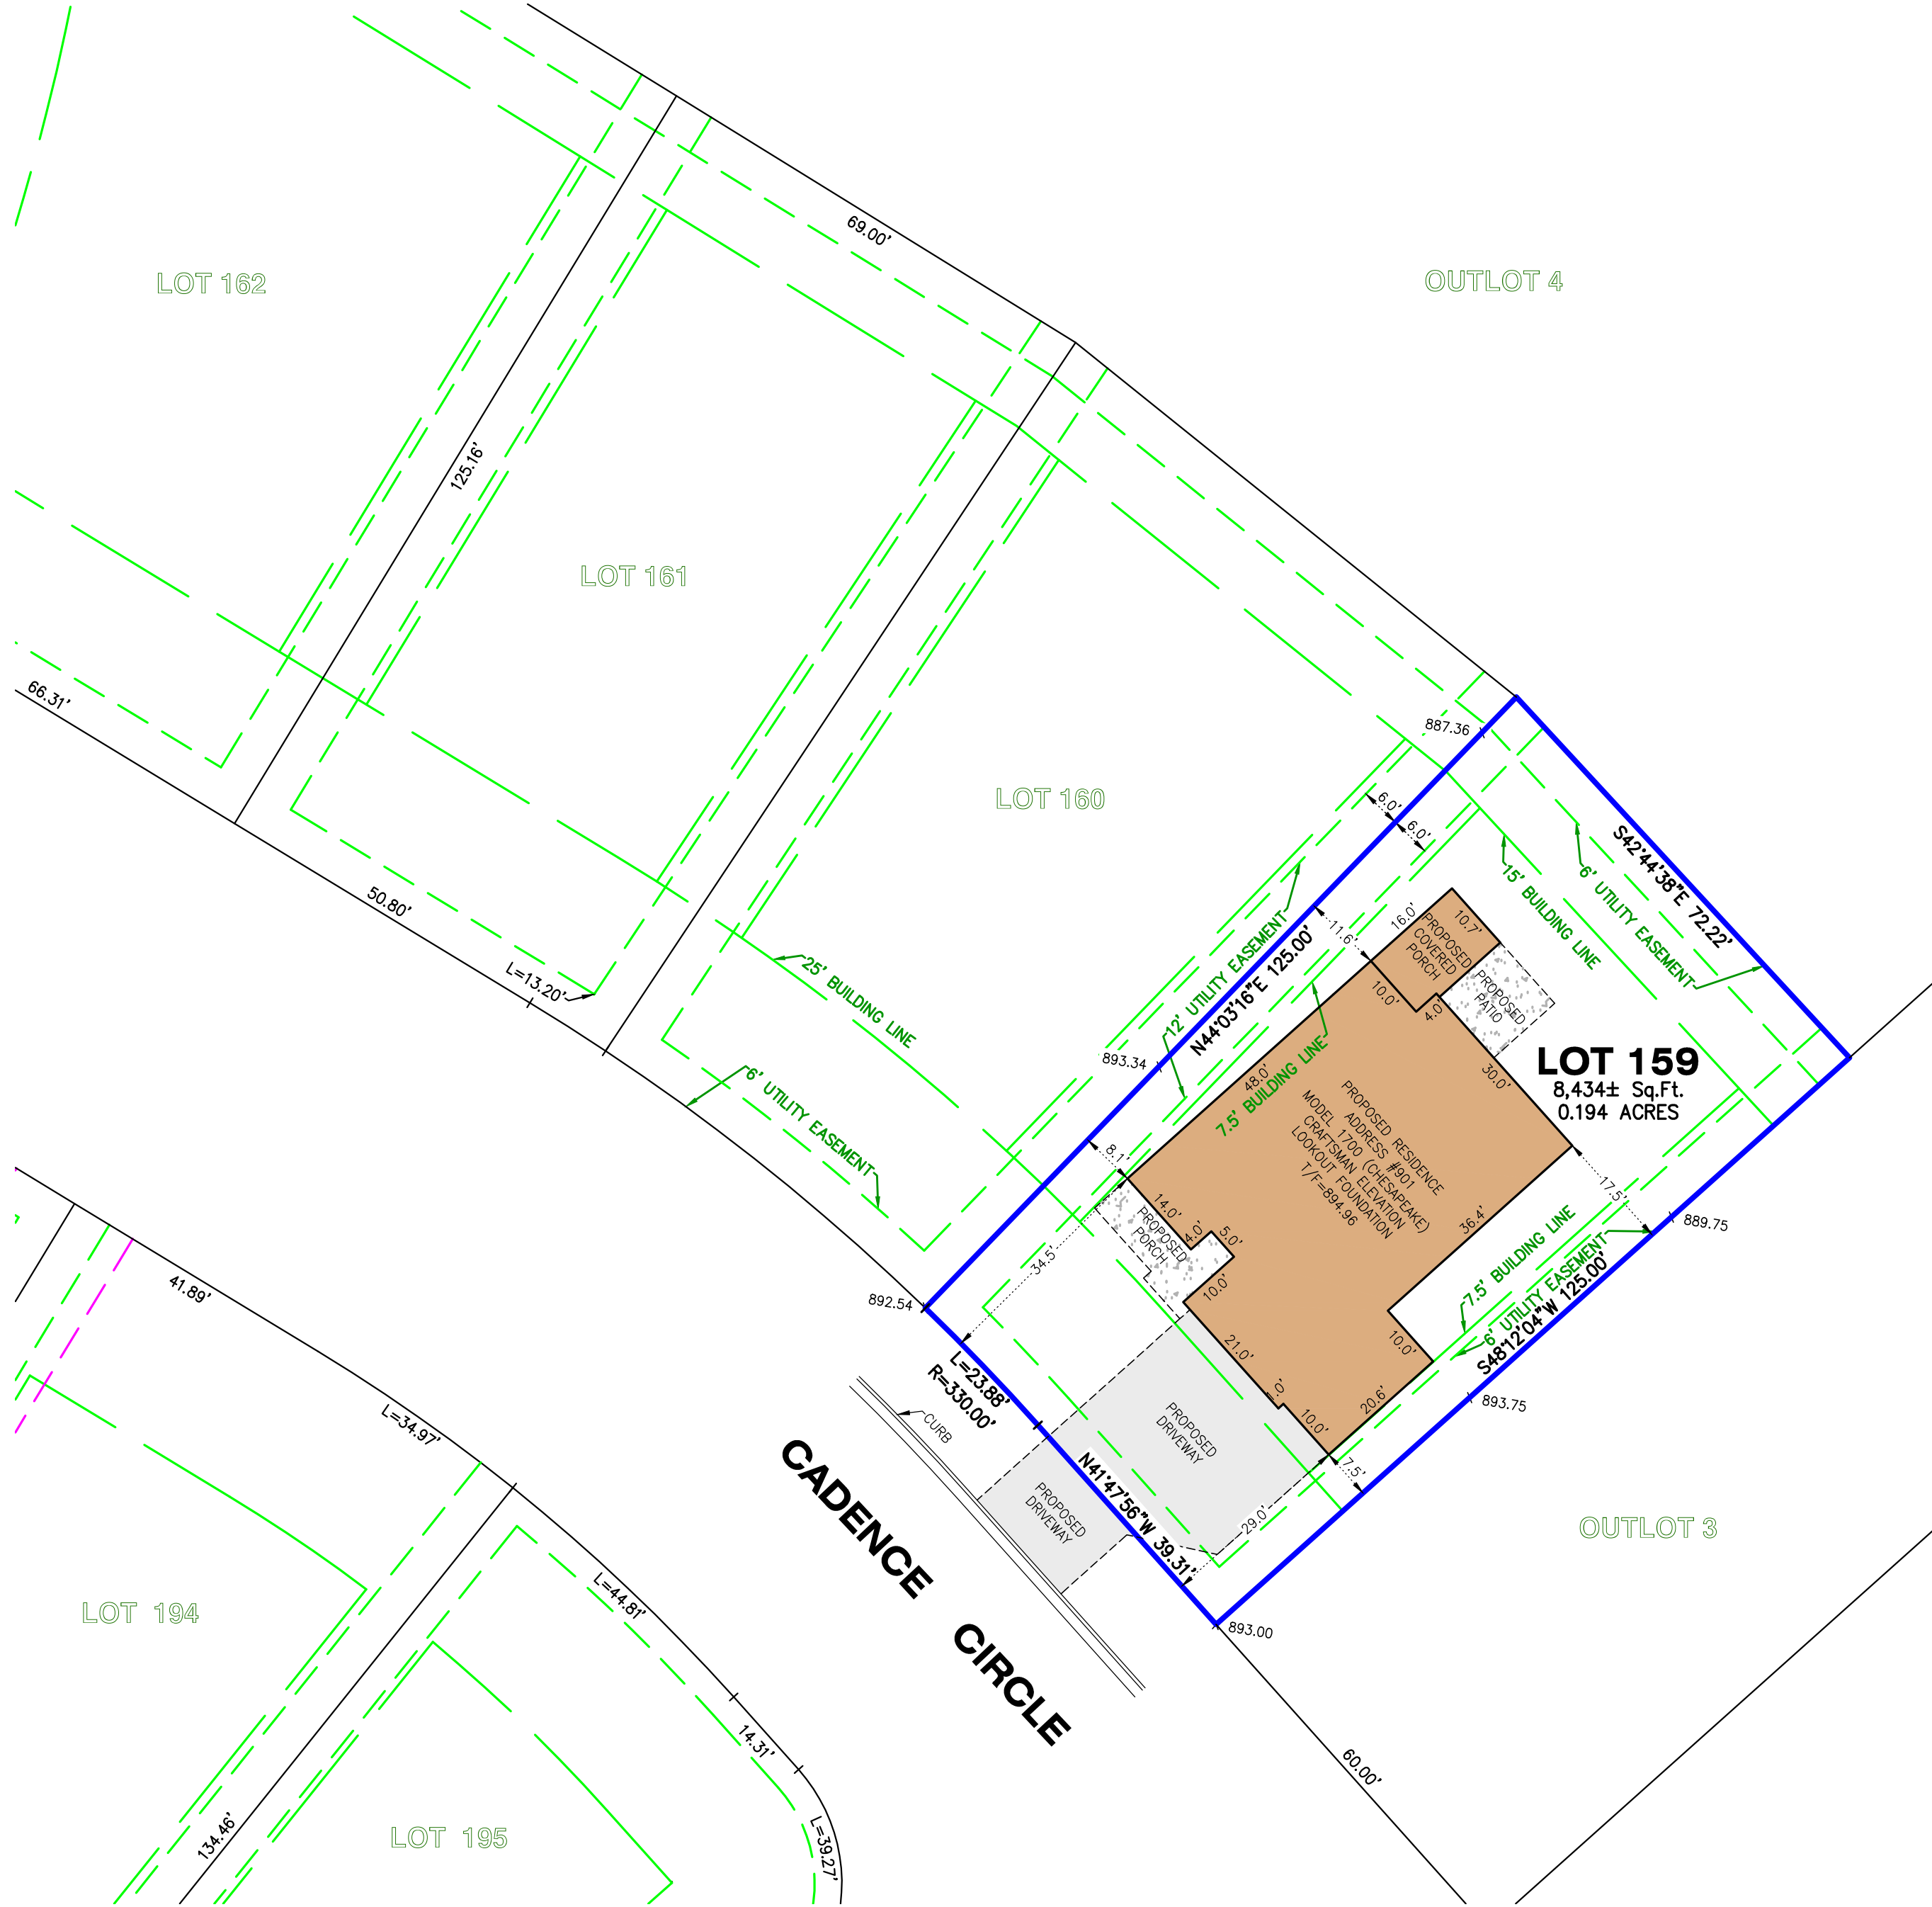 69.00'
LOT 162
OUTLOT 4
125.16'
LOT 161
66.31'
887.36
LOT 160
6.0'
6.0'
S42°44'38"E 72.22'
15' BUILDING LINE
6' UTILITY EASEMENT
50.80'
L=13.20'
25' BUILDING LINE
12' UTILITY EASEMENT
N44°03'16"E 125.00'
11.6'
16.0'
10.7'
PROPOSED
COVERED
PORCH
10.0'
4.0'
PROPOSED
PATIO
893.34
7.5' BUILDING LINE
48.0'
30.0'
LOT 159
8,434± Sq.Ft.
0.194 ACRES
6' UTILITY EASEMENT
PROPOSED RESIDENCE
ADDRESS #901
MODEL 1700 (CHESAPEAKE)
CRAFTSMAN ELEVATION
LOOKOUT FOUNDATION
T/F=894.96
8.1'
14.0'
4.0'
5.0'
PROPOSED
PORCH
10.0'
34.5'
36.4'
17.5'
889.75
7.5' BUILDING LINE
6' UTILITY EASEMENT
S48°12'04"W 125.00'
892.54
41.89'
L=23.88'
R=330.00'
21.0'
10.0'
10.0'
20.6'
893.75
7.5'
CURB
PROPOSED
DRIVEWAY
PROPOSED
DRIVEWAY
N41°47'56"W 39.31'
29.0'
L=34.97'
CADENCE CIRCLE
OUTLOT 3
893.00
LOT 194
L=44.81'
14.31'
60.00'
134.46'
LOT 195
L=39.27'